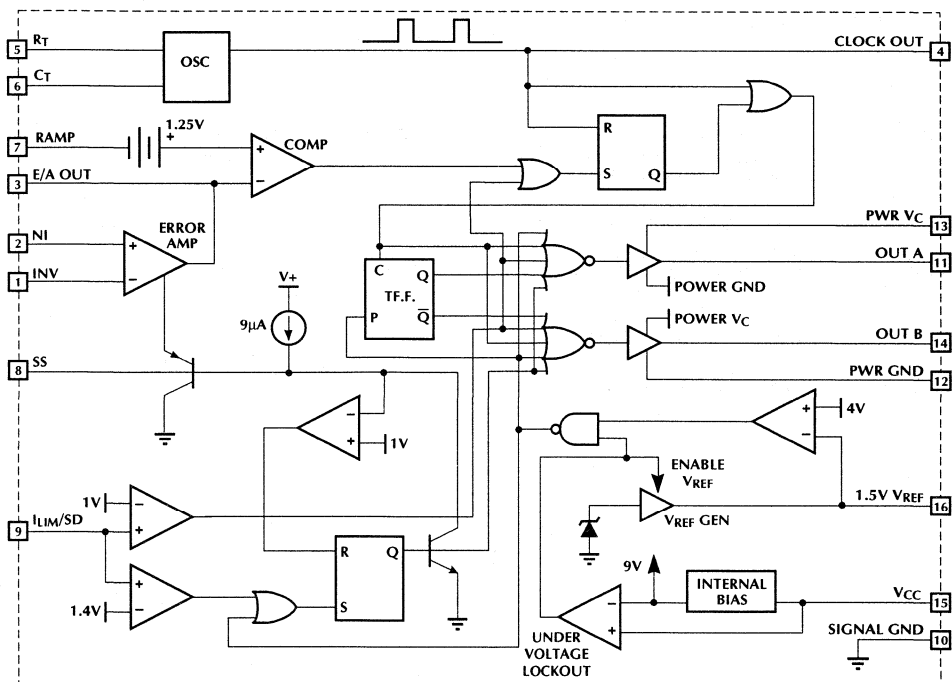 5 RT
OSC
CLOCK OUT 4
6 CT
7 RAMP
1.25V
+
COMP
+
−
R
S
Q
3 E/A OUT
ERROR
AMP
2 NI
+
1 INV
−
PWR VC 13
OUT A 11
POWER GND
C
Q
T F.F.
P
Q̅
V+
9µA
POWER VC
OUT B 14
8 SS
PWR GND 12
−
+
1V
+
−
4V
ENABLE
VREF
1.5V VREF 16
VREF GEN
1V
−
+
9 ILIM/SD
R
Q
S
+
−
1.4V
9V
INTERNAL
BIAS
−
+
VCC 15
UNDER
VOLTAGE
LOCKOUT
SIGNAL GND 10